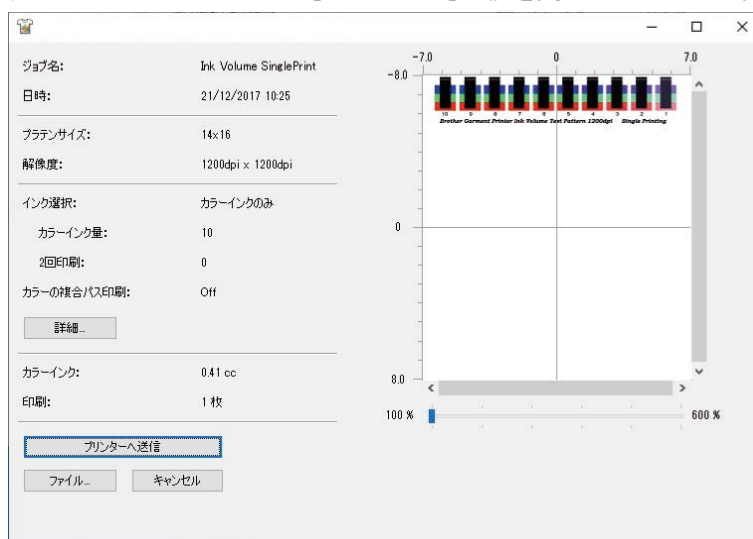 ジョブ名: Ink Volume SinglePrint
日時: 21/12/2017 10:25
プラテンサイズ: 14×16
解像度: 1200dpi × 1200dpi
インク選択: カラーインクのみ
カラーインク量: 10
2回印刷: 0
カラーの複合パス印刷: Off
詳細...
カラーインク: 0.41 cc
印刷: 1 枚
プリンターへ送信
ファイル... キャンセル
-7.0 0 7.0
-8.0
10 9 8 7 6 5 4 3 2 1
Brother Garment Printer Ink Volume Test Pattern 1200dpi Single Printing
0
8.0
100 % 600 %